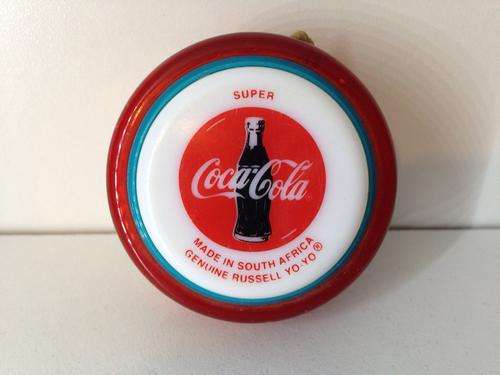 SUPER
Coca-Cola
MADE IN SOUTH AFRICA
GENUINE RUSSELL YO-YO®